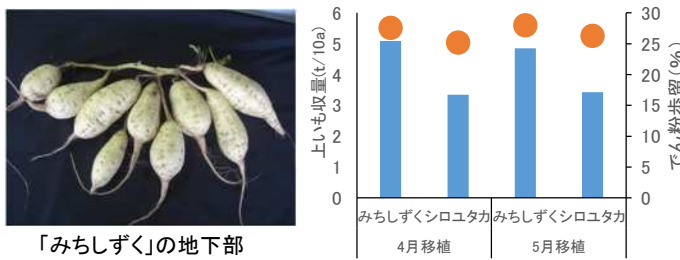 「みちしずく」の地下部
上いも収量(t/10a)
6
5
4
3
2
1
0
でん粉歩留(%)
30
25
20
15
10
5
0
みちしずく シロユタカ みちしずく シロユタカ
4月移植 5月移植